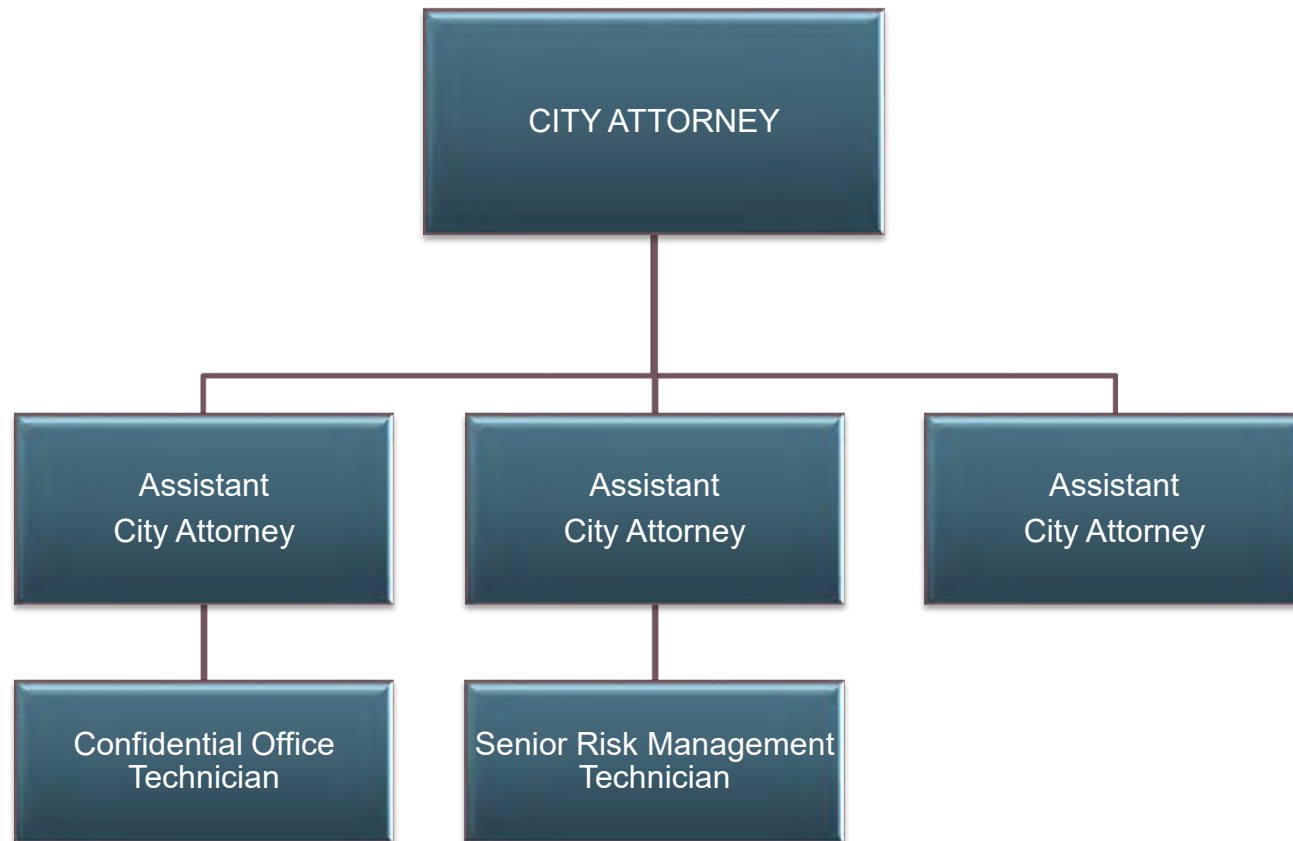 CITY ATTORNEY
Assistant
City Attorney
Assistant
City Attorney
Assistant
City Attorney
Confidential Office
Technician
Senior Risk Management
Technician